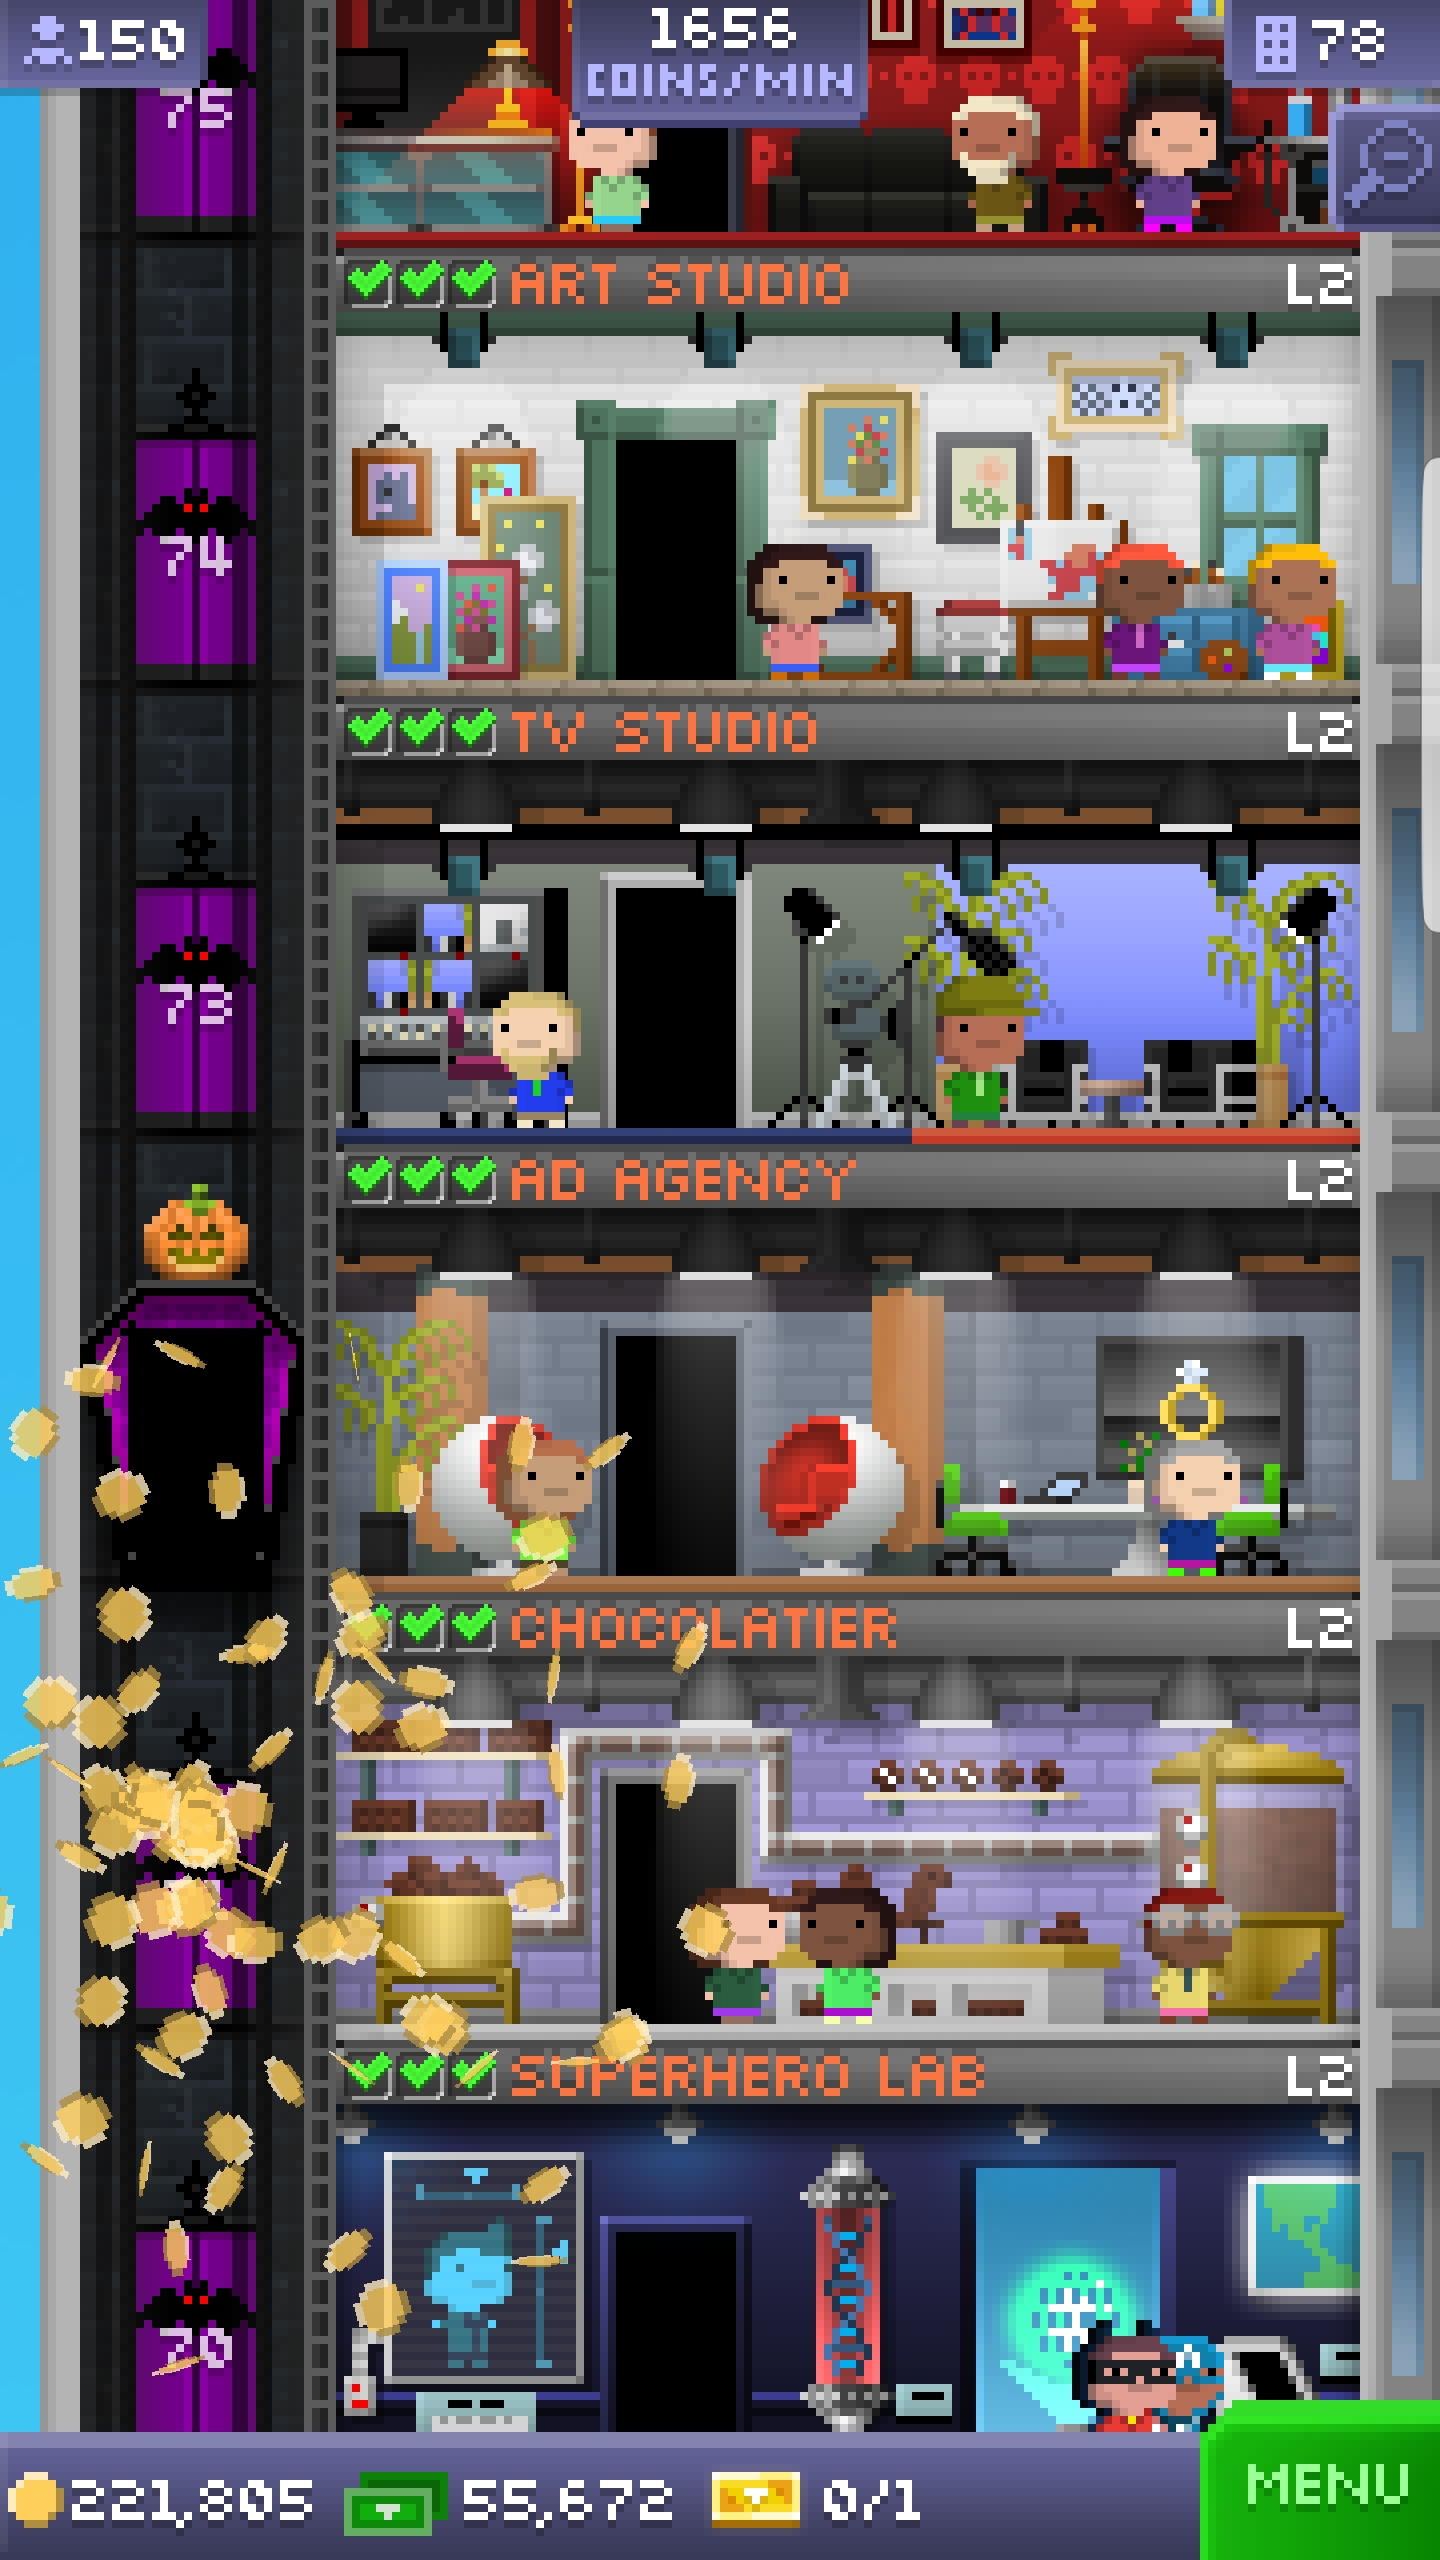 150
1656
COINS/MIN
78
75
ART STUDIO L2
74
TV STUDIO L2
73
AD AGENCY L2
CHOCOLATIER L2
SUPERHERO LAB L2
70
221,805 55,672 0/1
MENU